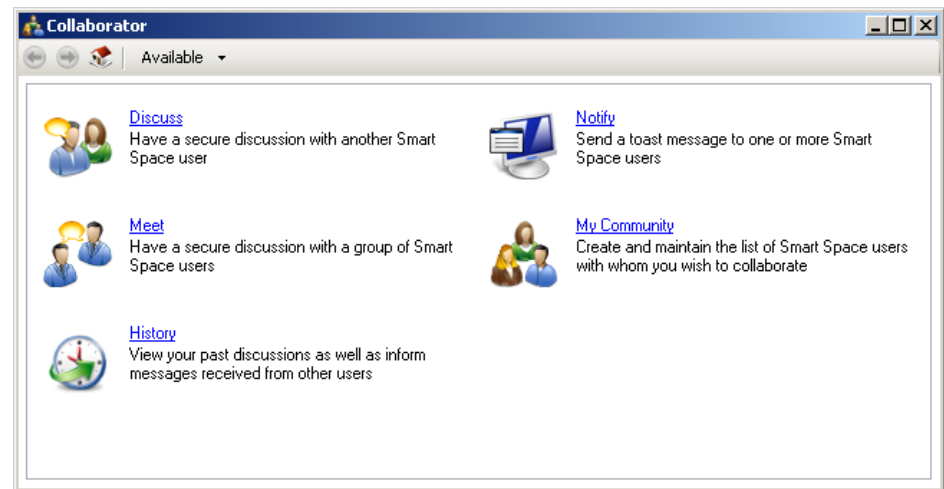 Collaborator
Available
Discuss
Have a secure discussion with another Smart
Space user
Notify
Send a toast message to one or more Smart
Space users
Meet
Have a secure discussion with a group of Smart
Space users
My Community
Create and maintain the list of Smart Space users
with whom you wish to collaborate
History
View your past discussions as well as inform
messages received from other users